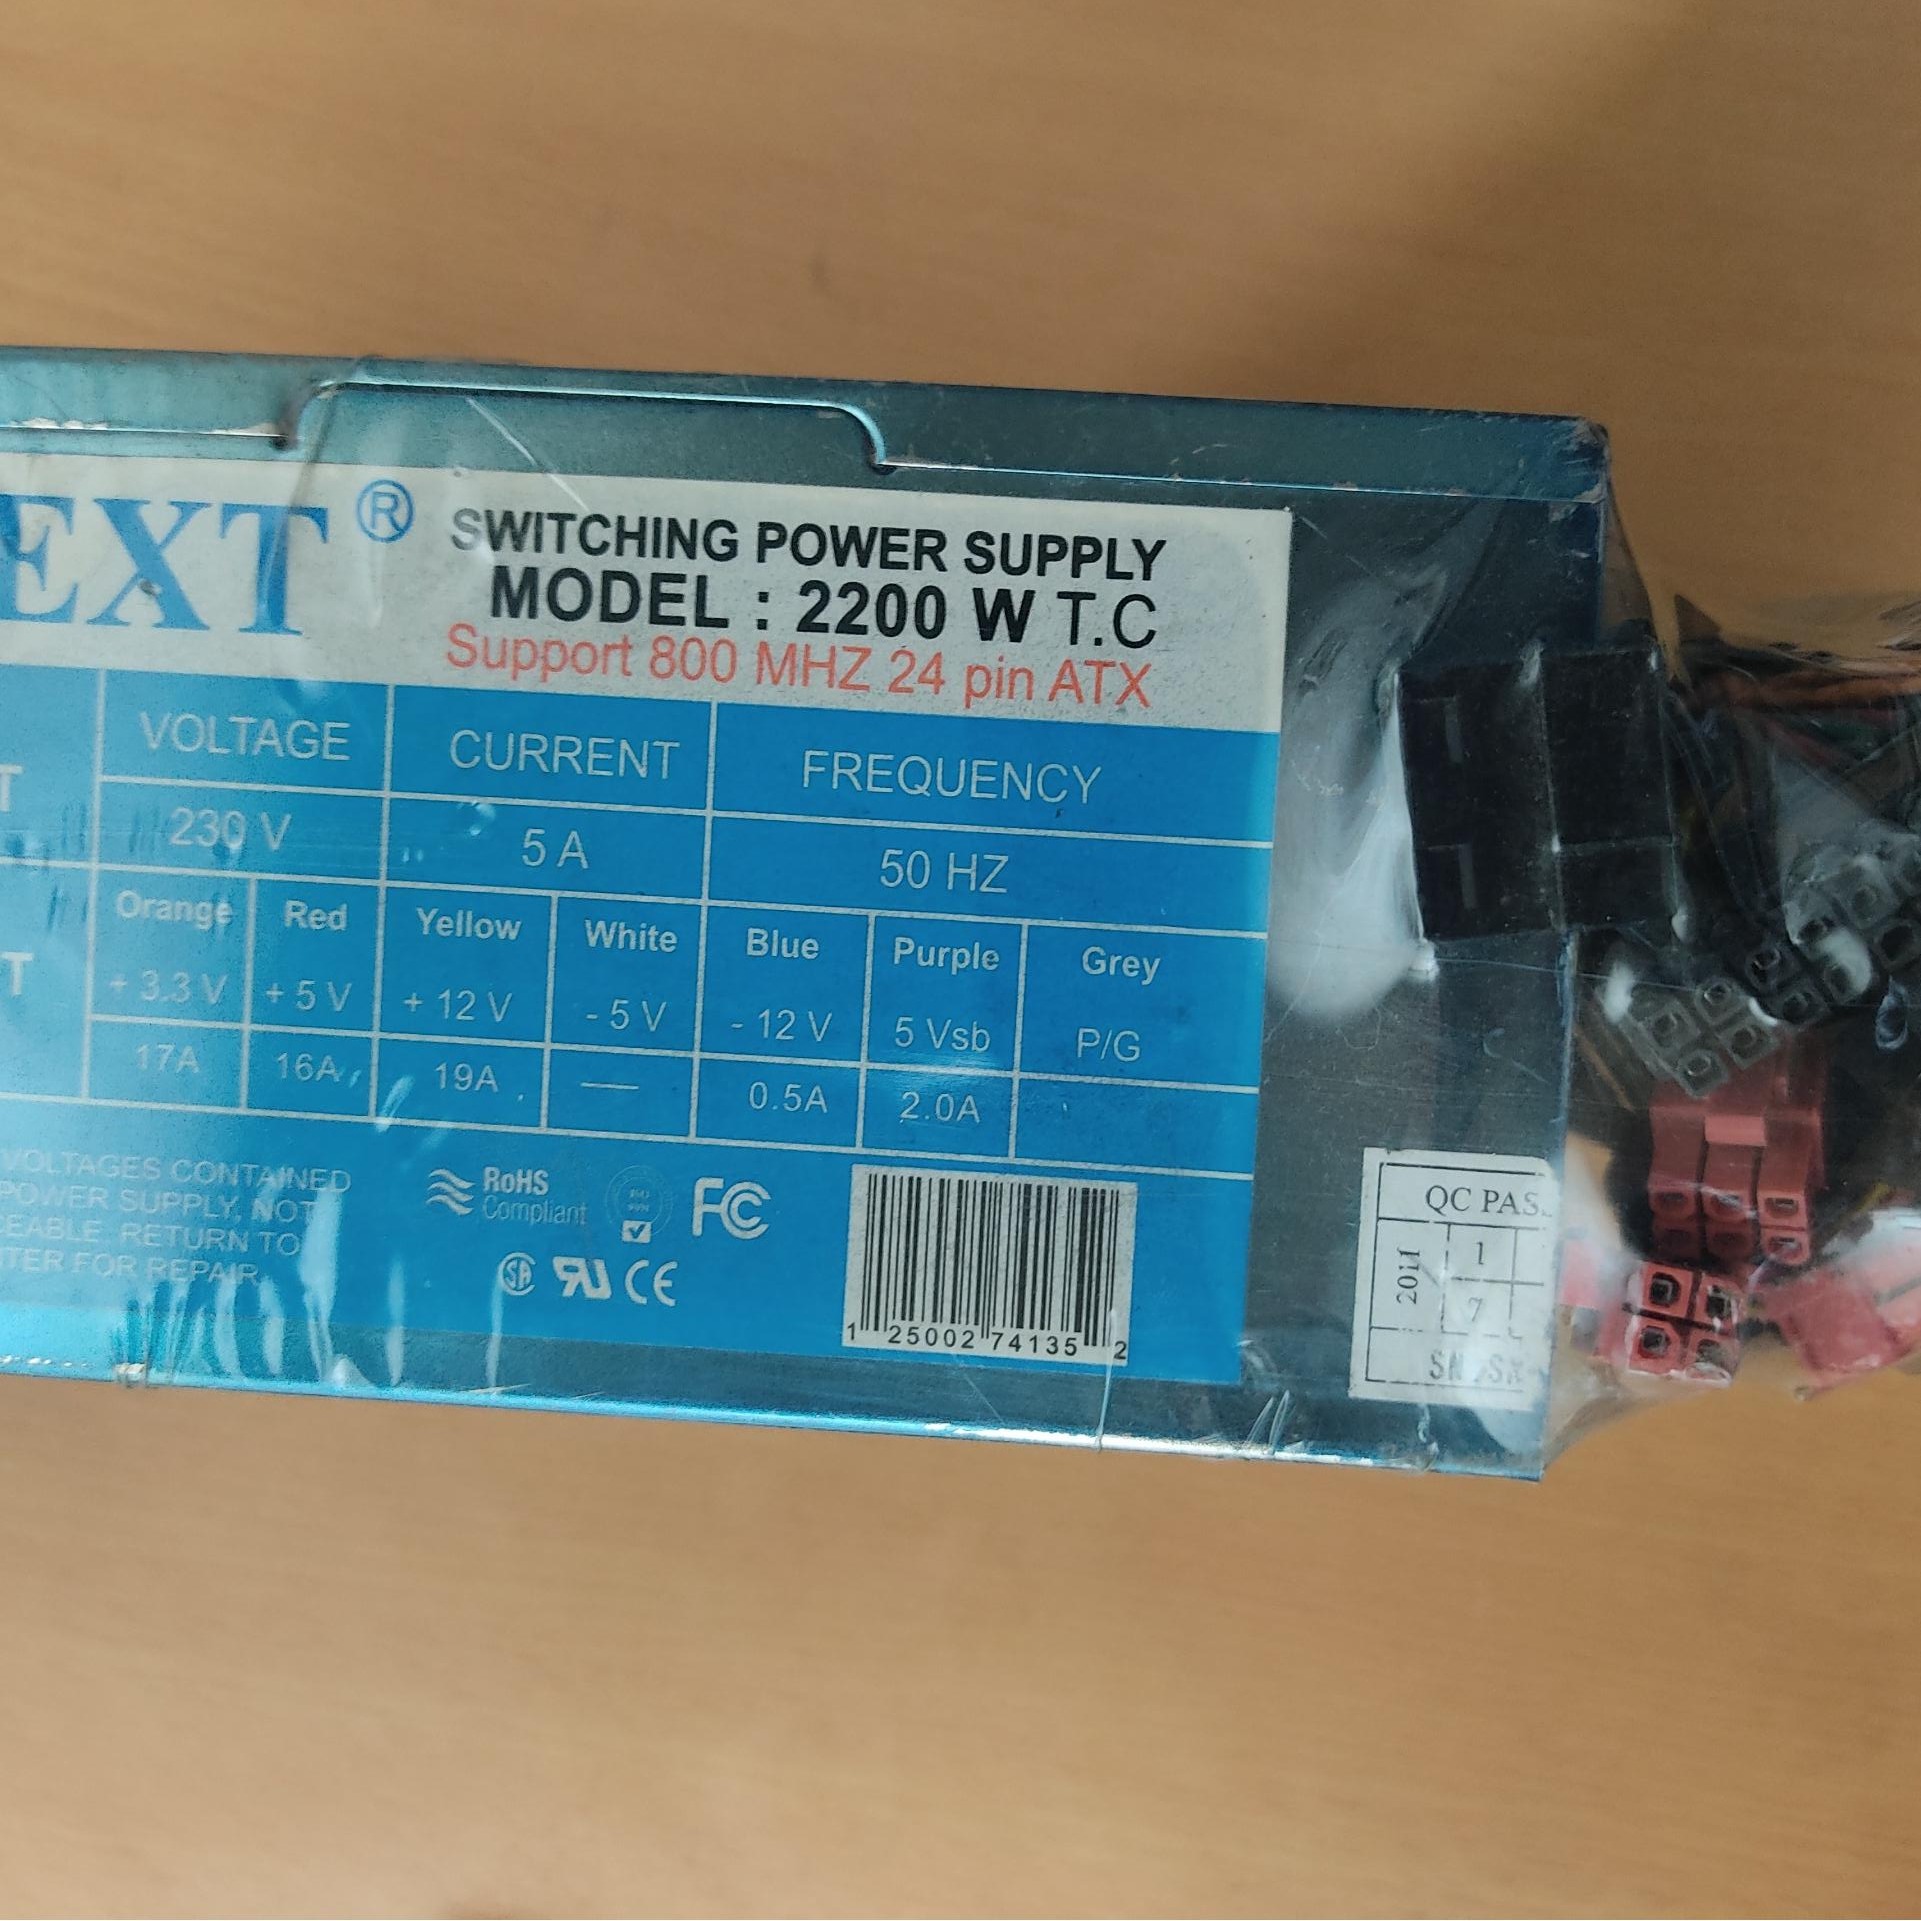 EXT ® SWITCHING POWER SUPPLY
MODEL : 2200 W T.C
Support 800 MHZ 24 pin ATX
T VOLTAGE CURRENT FREQUENCY
230 V 5 A 50 HZ
T Orange Red Yellow White Blue Purple Grey
+ 3.3 V + 5 V + 12 V - 5 V - 12 V 5 Vsb P/G
17A 16A 19A — 0.5A 2.0A
VOLTAGES CONTAINED
POWER SUPPLY, NOT
CEABLE RETURN TO
TER FOR REPAIR
RoHS
Compliant
FC
CE
1 25002 74135 2
QC PAS
2011 1
7
SN